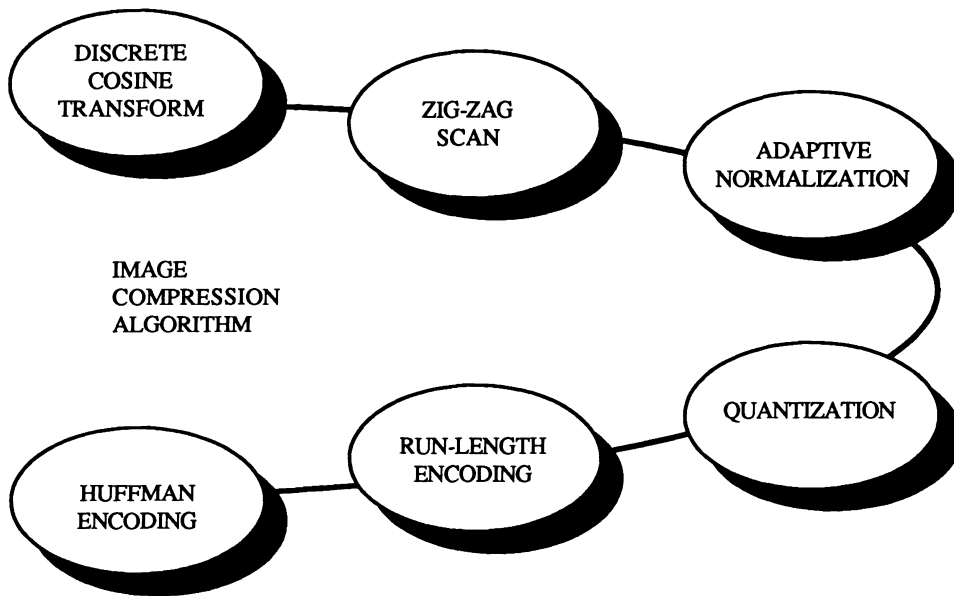 DISCRETE
COSINE
TRANSFORM
ZIG-ZAG
SCAN
ADAPTIVE
NORMALIZATION
IMAGE
COMPRESSION
ALGORITHM
QUANTIZATION
RUN-LENGTH
ENCODING
HUFFMAN
ENCODING